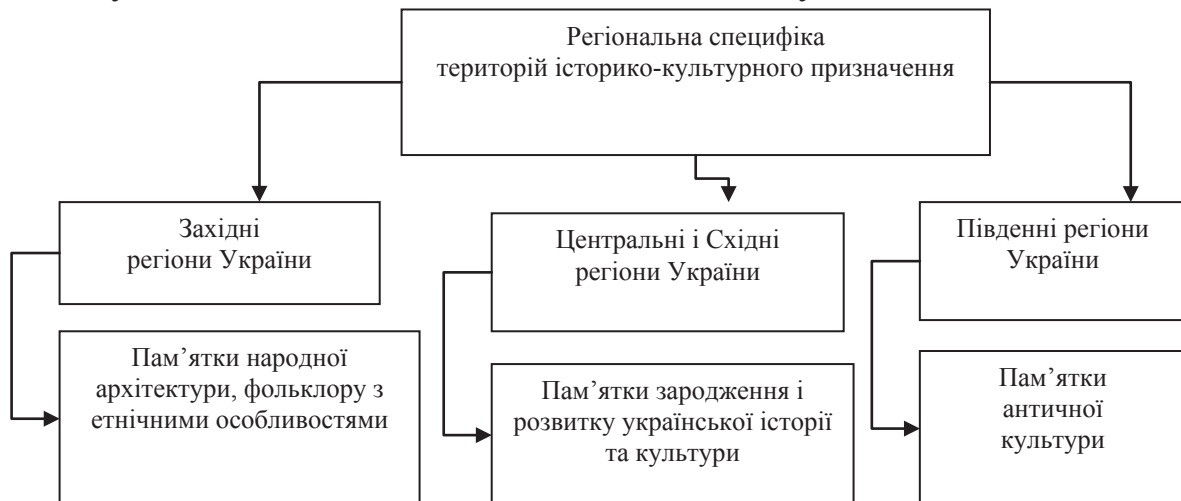 Регіональна специфіка
територій історико-культурного призначення
Західні
регіони України
Центральні і Східні
регіони України
Південні регіони
України
Пам’ятки народної
архітектури, фольклору з
етнічними особливостями
Пам’ятки зародження і
розвитку української історії
та культури
Пам’ятки
античної
культури